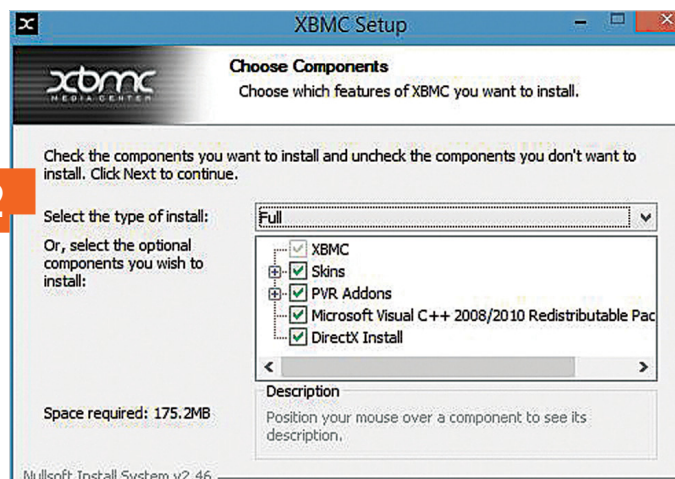 XBMC Setup
xbmc
MEDIA CENTER
Choose Components
Choose which features of XBMC you want to install.
Check the components you want to install and uncheck the components you don't want to
install. Click Next to continue.
2
Select the type of install:
Full
Or, select the optional
components you wish to
install:
XBMC
Skins
PVR Addons
Microsoft Visual C++ 2008/2010 Redistributable Pac
DirectX Install
Space required: 175.2MB
Description
Position your mouse over a component to see its
description.
Nullsoft Install System v2.46